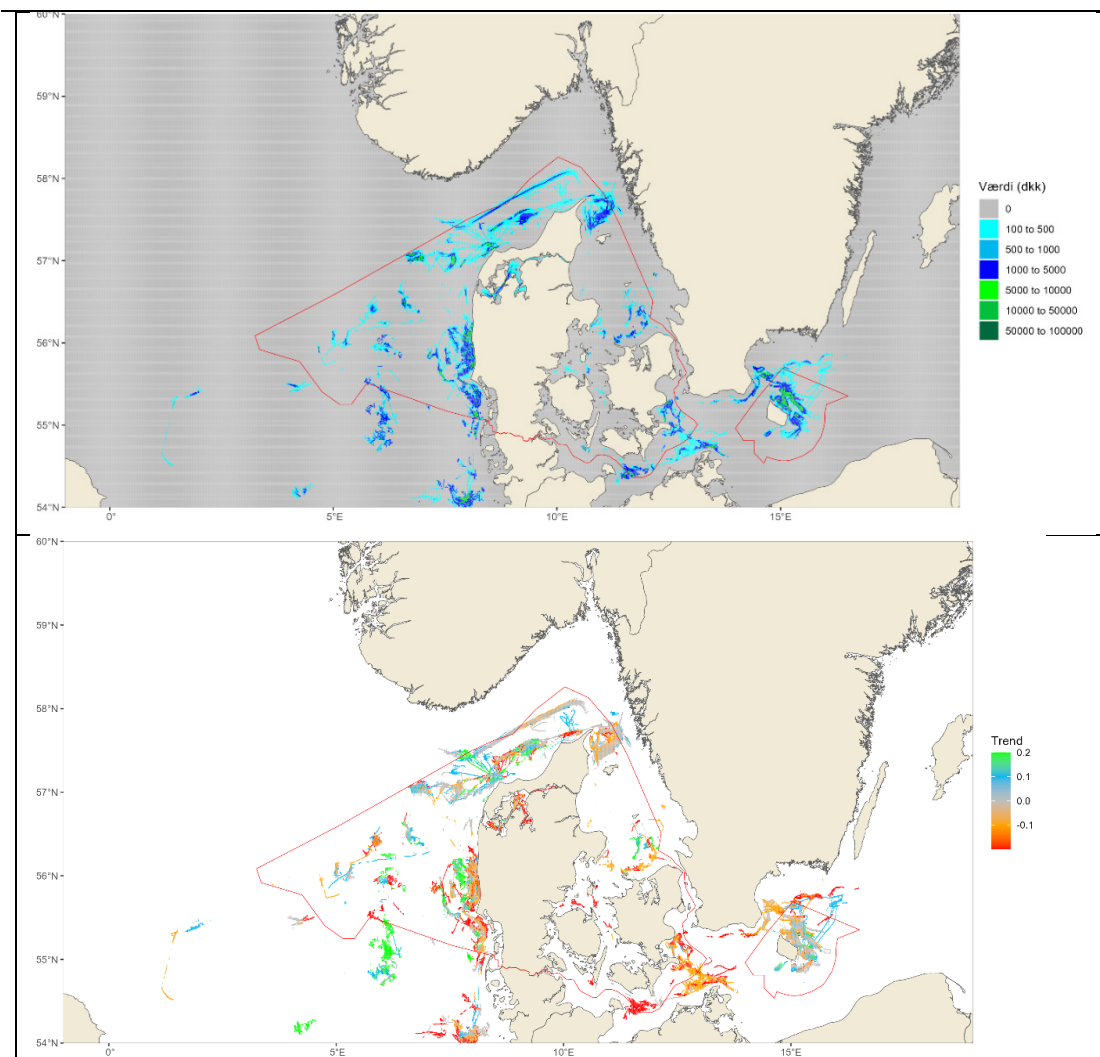 60°N
59°N
58°N
57°N
56°N
55°N
54°N
0°
5°E
10°E
15°E
Værdi (dkk)
0
100 to 500
500 to 1000
1000 to 5000
5000 to 10000
10000 to 50000
50000 to 100000
60°N
59°N
58°N
57°N
56°N
55°N
54°N
0°
5°E
10°E
15°E
Trend
0.2
0.1
0.0
-0.1